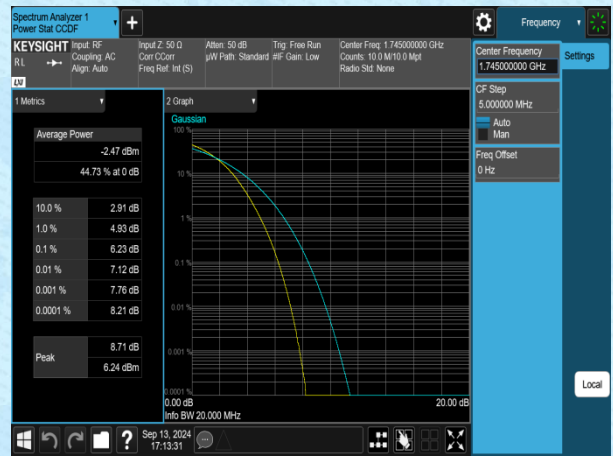 Spectrum Analyzer 1
Power Stat CCDF
+
Frequency
KEYSIGHT
RL
LXI
Input: RF
Coupling: AC
Align: Auto
Input Z: 50 Ω
Corr CCorr
Freq Ref: Int (S)
Atten: 50 dB
µW Path: Standard
Trig: Free Run
#IF Gain: Low
Center Freq: 1.745000000 GHz
Counts: 10.0 M/10.0 Mpt
Radio Std: None
Center Frequency
1.745000000 GHz
Settings
CF Step
5.000000 MHz
Auto
Man
Freq Offset
0 Hz
Local
1 Metrics
Average Power
-2.47 dBm
44.73 % at 0 dB
10.0 % 2.91 dB
1.0 % 4.93 dB
0.1 % 6.23 dB
0.01 % 7.12 dB
0.001 % 7.76 dB
0.0001 % 8.21 dB
Peak
8.71 dB
6.24 dBm
2 Graph
Gaussian
100 %
10 %
1 %
0.1 %
0.01 %
0.001 %
0.0001 %
0.00 dB 20.00 dB
Info BW 20.000 MHz
?
Sep 13, 2024
17:13:31